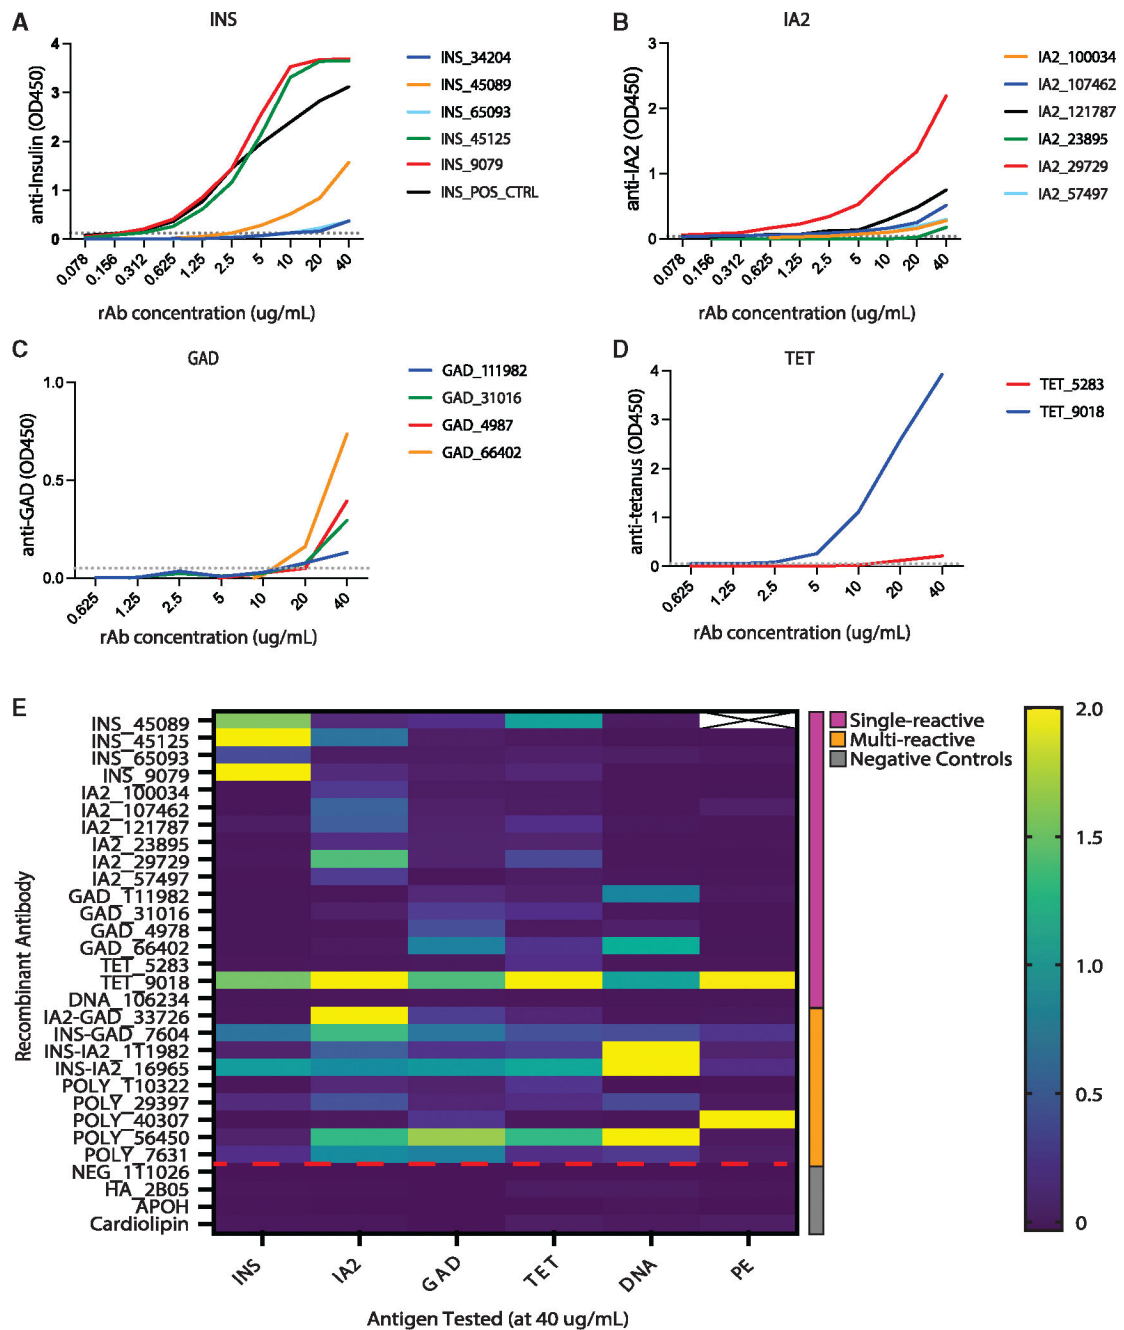 A
INS
anti-Insulin (OD450)
4
3
2
1
0
0.078
0.156
0.312
0.625
1.25
2.5
5
10
20
40
rAb concentration (ug/mL)
INS_34204
INS_45089
INS_65093
INS_45125
INS_9079
INS_POS_CTRL
B
IA2
anti-IA2 (OD450)
3
2
1
0
0.078
0.156
0.312
0.625
1.25
2.5
5
10
20
40
rAb concentration (ug/mL)
IA2_100034
IA2_107462
IA2_121787
IA2_23895
IA2_29729
IA2_57497
C
GAD
anti-GAD (OD450)
1.0
0.5
0.0
0.625
1.25
2.5
5
10
20
40
rAb concentration (ug/mL)
GAD_111982
GAD_31016
GAD_4987
GAD_66402
D
TET
anti-tetanus (OD450)
4
3
2
1
0
0.625
1.25
2.5
5
10
20
40
rAb concentration (ug/mL)
TET_5283
TET_9018
E
Recombinant Antibody
INS_45089
INS_45125
INS_65093
INS_9079
IA2_100034
IA2_107462
IA2_121787
IA2_23895
IA2_29729
IA2_57497
GAD_111982
GAD_31016
GAD_4978
GAD_66402
TET_5283
TET_9018
DNA_106234
IA2-GAD_33726
INS-GAD_7604
INS-IA2_111982
INS-IA2_16965
POLY_110322
POLY_29397
POLY_40307
POLY_56450
POLY_7631
NEG_111026
HA_2B05
APOH
Cardiolipin
INS
IA2
GAD
TET
DNA
PE
Antigen Tested (at 40 ug/mL)
Single-reactive
Multi-reactive
Negative Controls
2.0
1.5
1.0
0.5
0